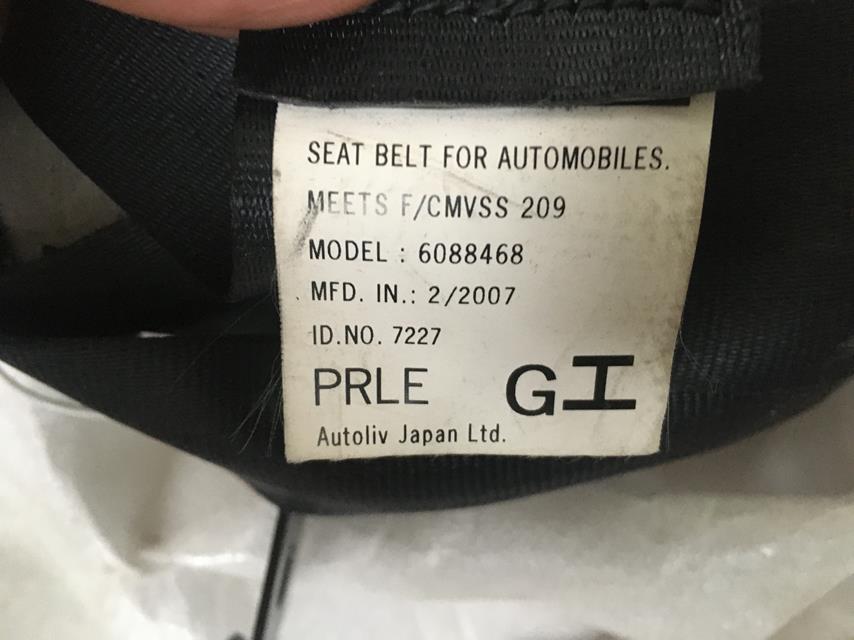 SEAT BELT FOR AUTOMOBILES.
MEETS F/CMVSS 209
MODEL : 6088468
MFD. IN.: 2/2007
ID.NO. 7227
PRLE GI
Autoliv Japan Ltd.